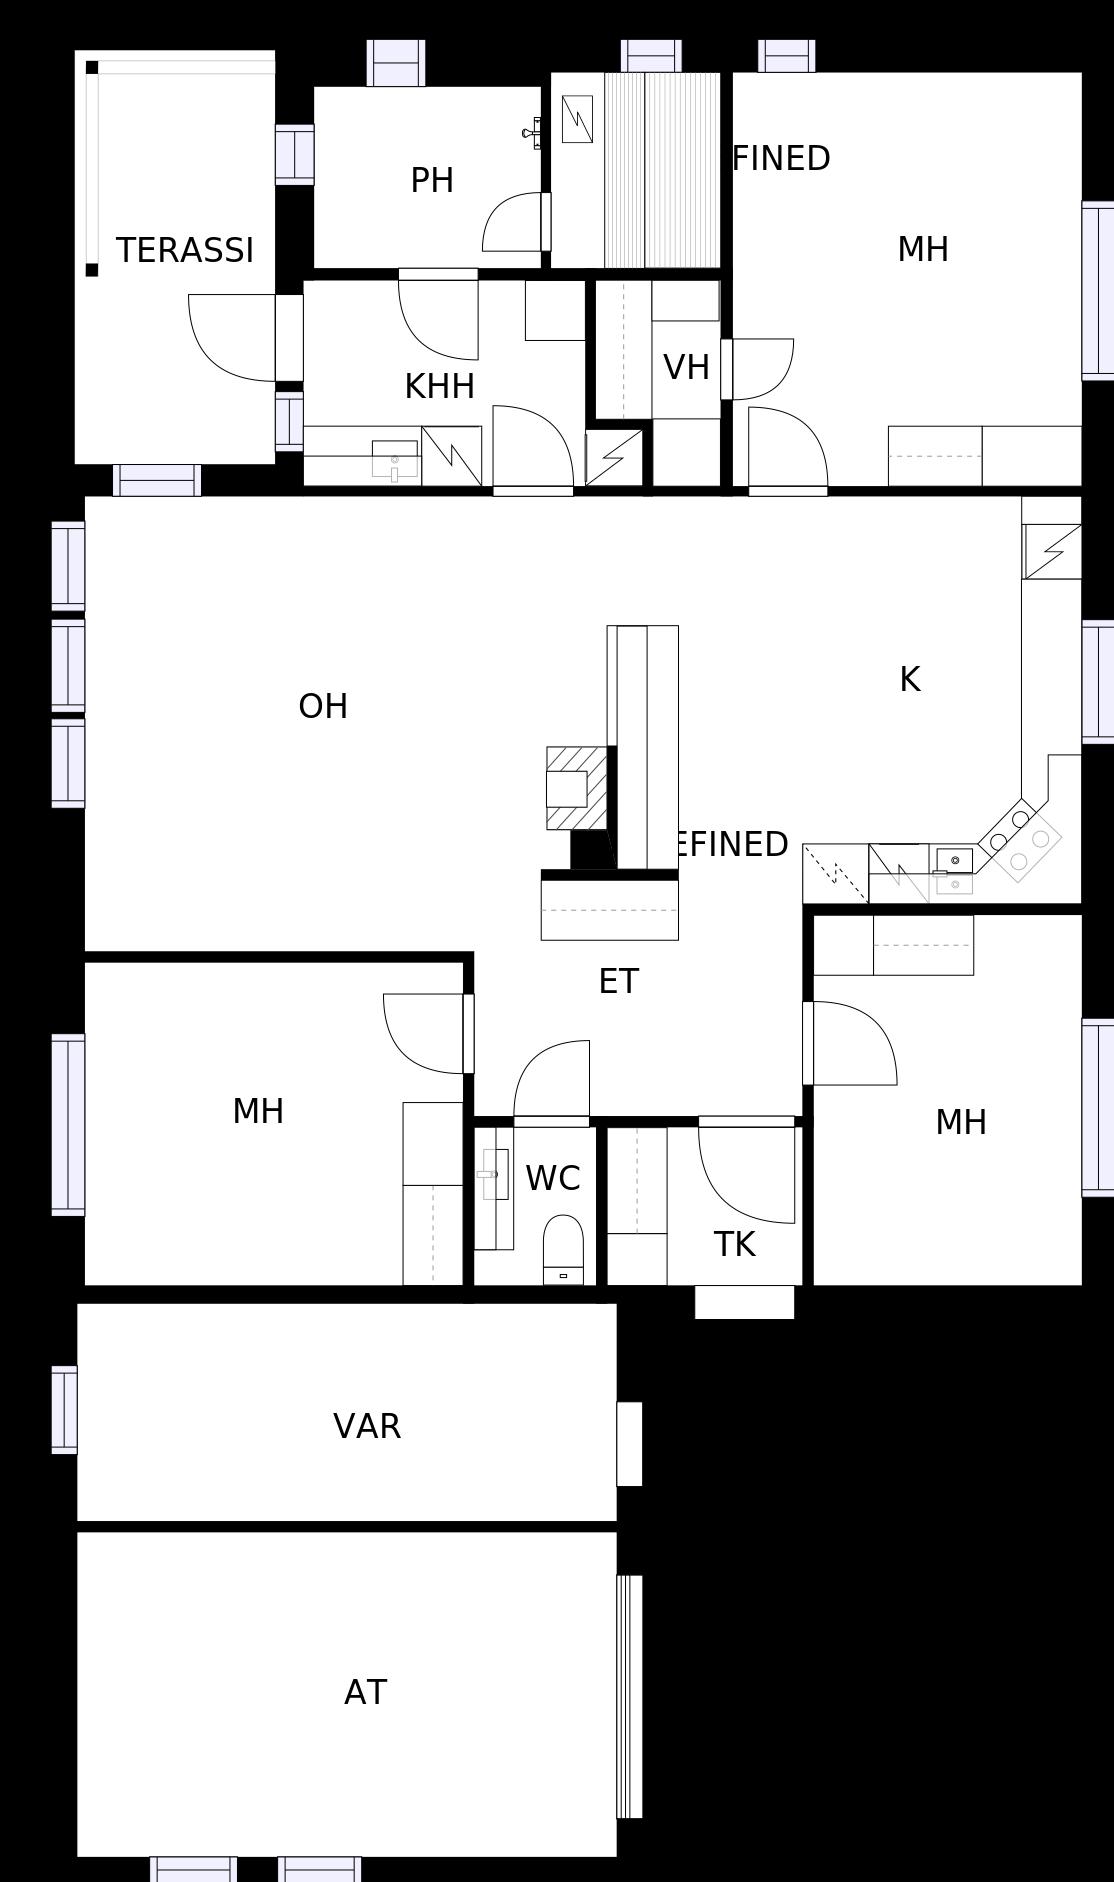 FINED
PH
TERASSI
MH
VH
KHH
K
OH
EFINED
ET
MH
MH
WC
TK
VAR
AT